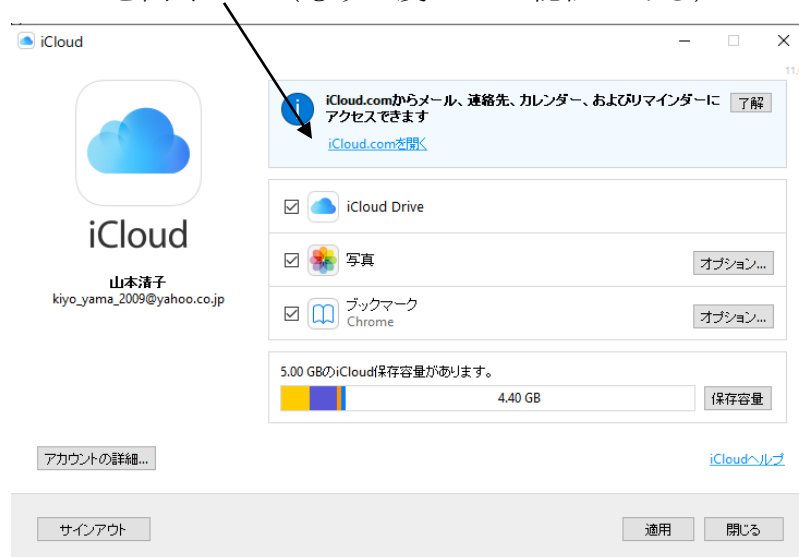 iCloud
iCloud.comからメール、連絡先、カレンダー、およびリマインダーに
アクセスできます
了解
iCloud.comを開く
iCloud
山本清子
kiyo_yama_2009@yahoo.co.jp
iCloud Drive
写真
オプション...
ブックマーク
Chrome
オプション...
5.00 GBのiCloud保存容量があります。
4.40 GB
保存容量
アカウントの詳細...
iCloudヘルプ
サインアウト
適用
閉じる